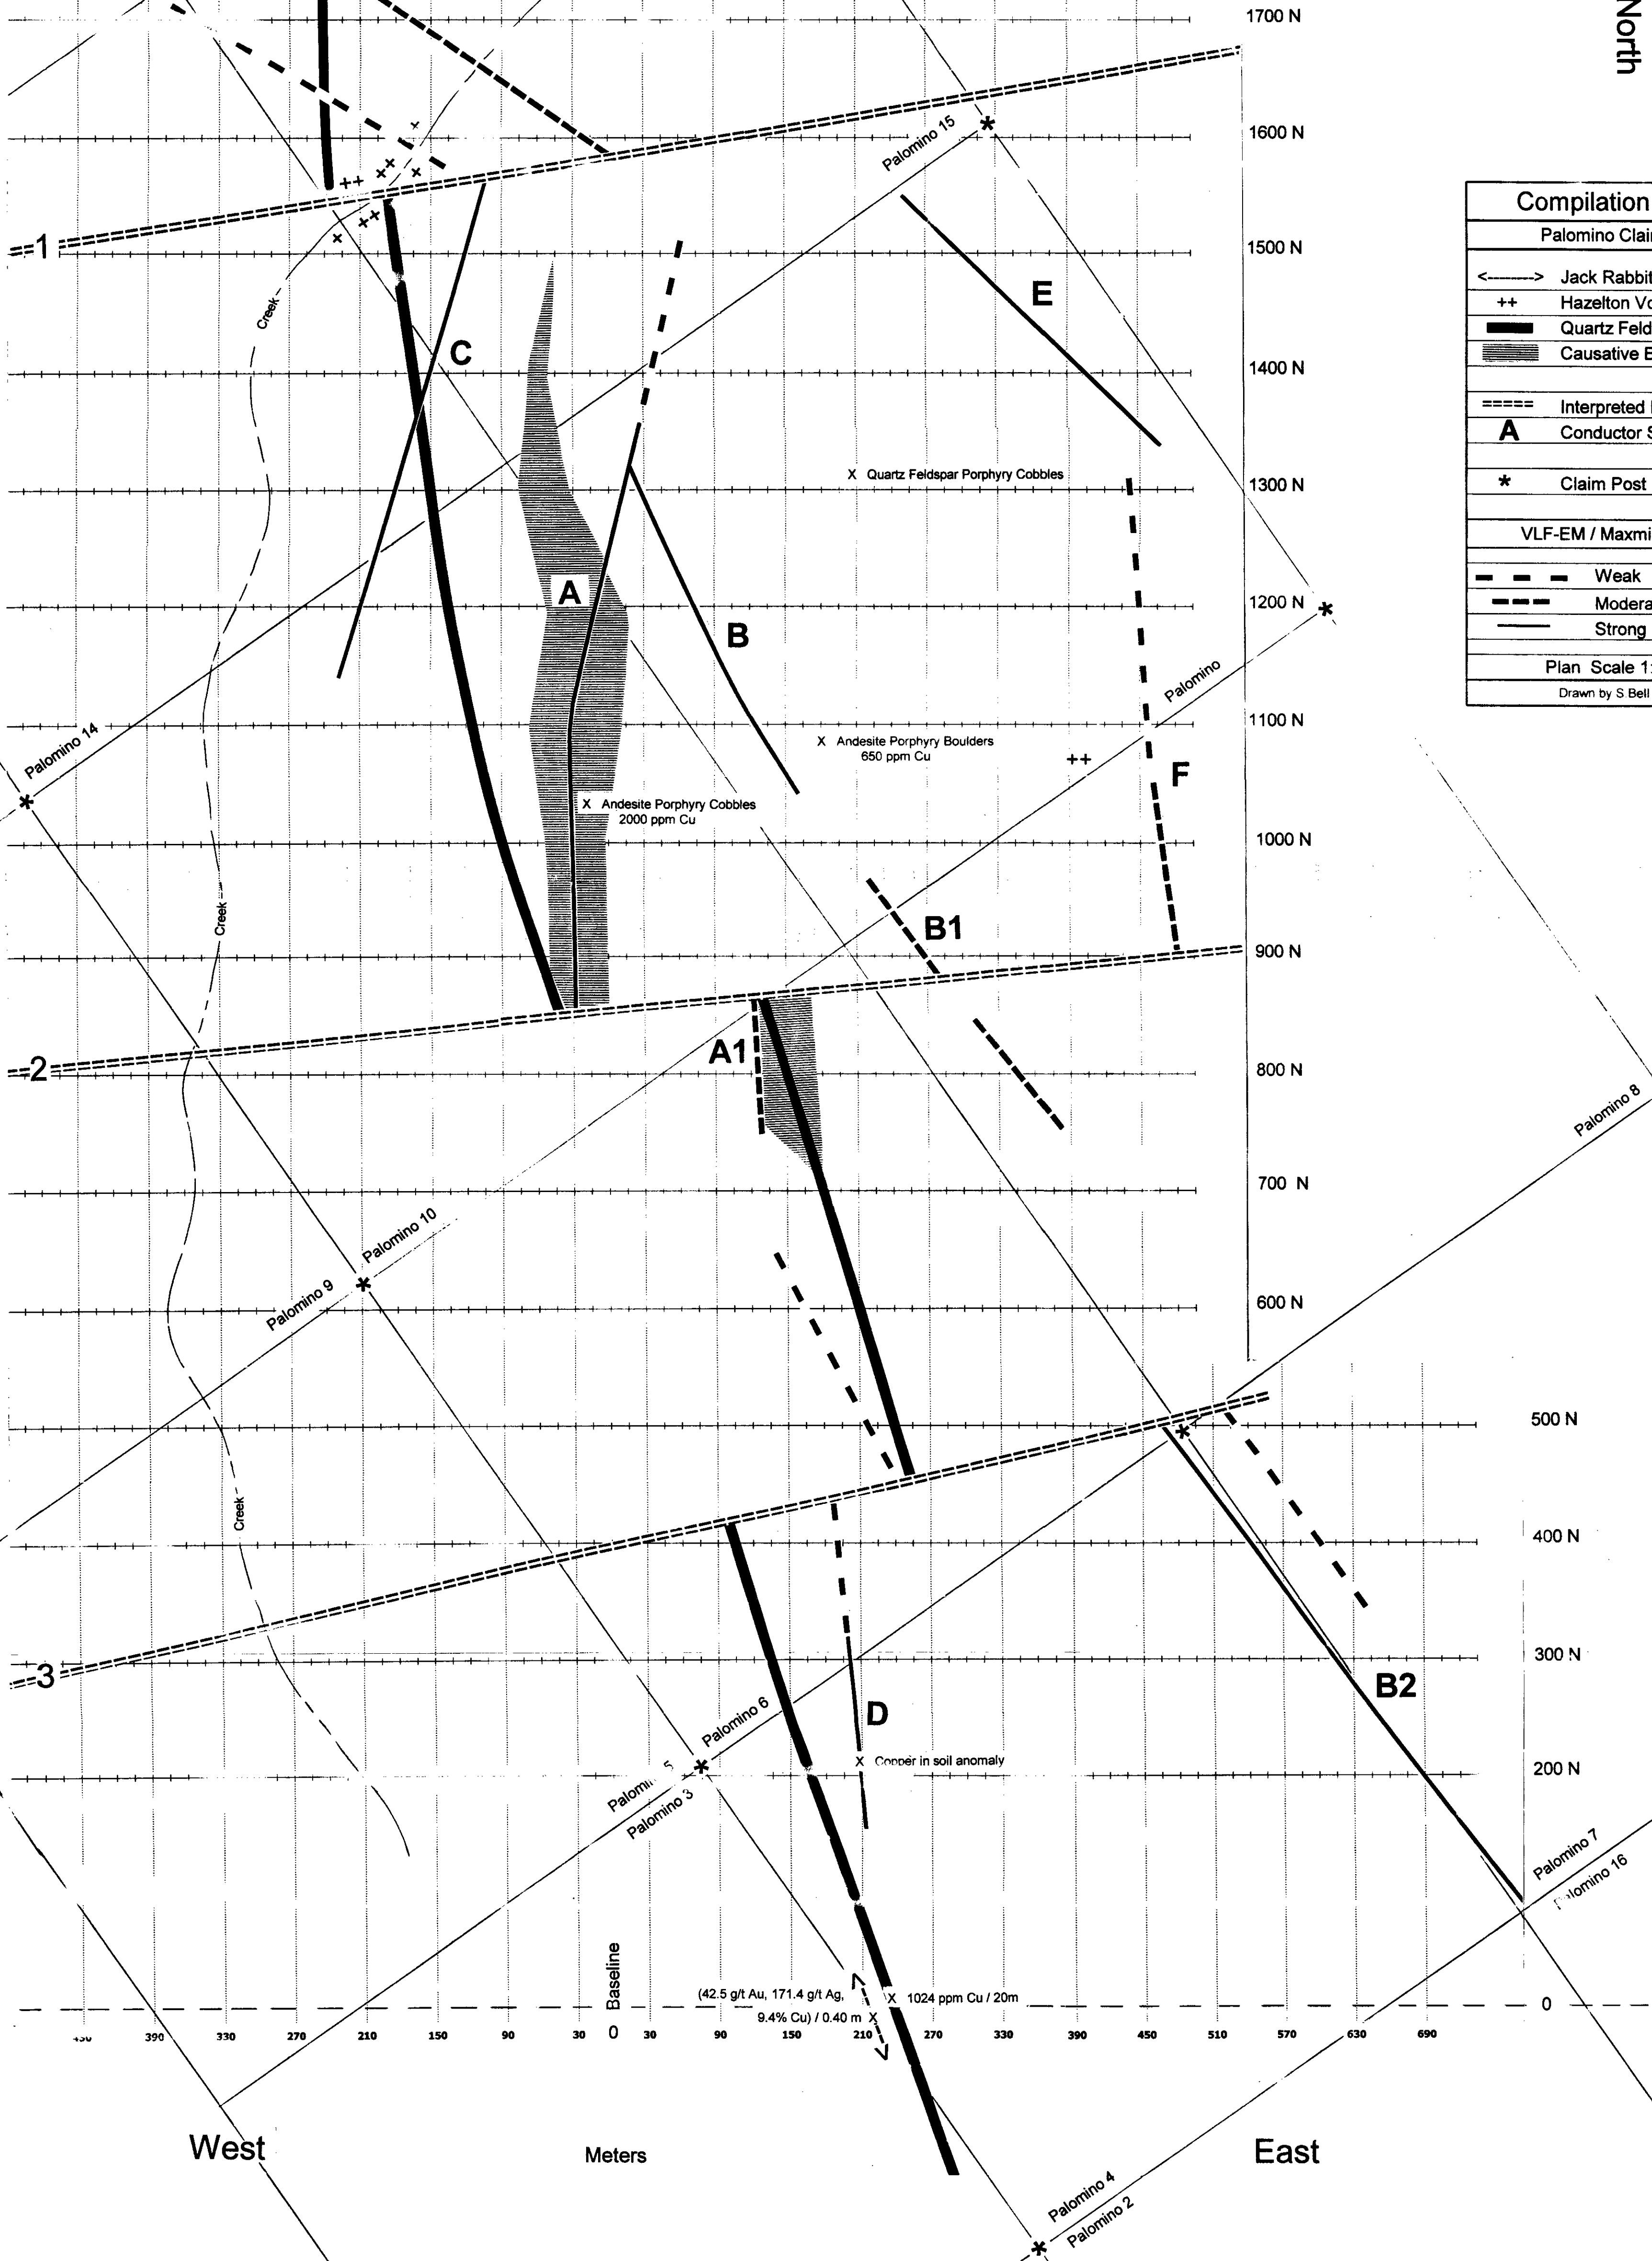 North
1700 N
1600 N
1500 N
1400 N
1300 N
1200 N
1100 N
1000 N
900 N
800 N
700 N
600 N
500 N
400 N
300 N
200 N
0
Compilation
Palomino Clai
<------> Jack Rabbit
++ Hazelton Vo
Quartz Feld
Causative E
===== Interpreted
A Conductor S
* Claim Post
VLF-EM / Maxmi
Weak
Modera
Strong
Plan Scale 1:
Drawn by S.Bell
Palomino 15
1
Creek
C
E
X Quartz Feldspar Porphyry Cobbles
A
B
Palomino
Palomino 14
X Andesite Porphyry Boulders
650 ppm Cu
++
F
X Andesite Porphyry Cobbles
2000 ppm Cu
Creek
B1
2
A1
Palomino 8
Palomino 10
Palomino 9
Creek
3
B2
Palomino 6
D
X Copper in soil anomaly
5
Palomino 3
Palomino 7
Baseline
(42.5 g/t Au, 171.4 g/t Ag,
X 1024 ppm Cu / 20m
9.4% Cu) / 0.40 m X
390 330 270 210 150 90 30 0 30 90 150 210 270 330 390 450 510 570 630 690
West
Meters
East
Palomino 4
Palomino 2